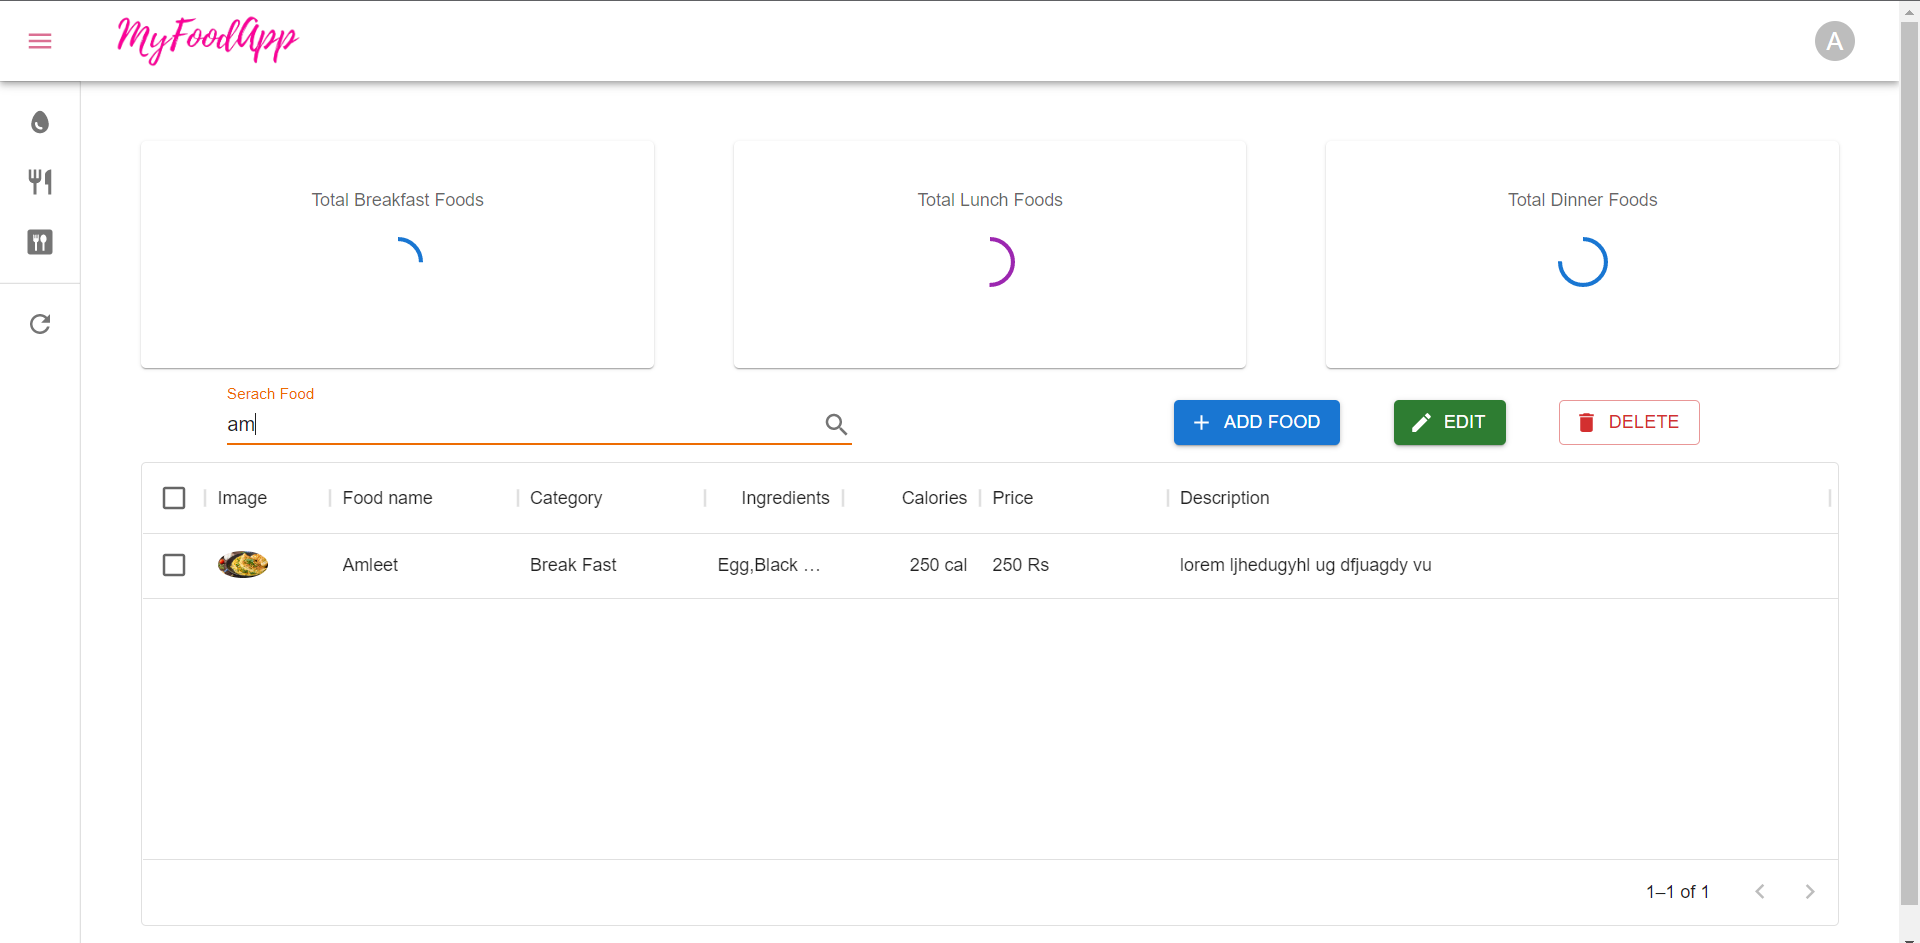 MyFoodApp
A
Total Breakfast Foods
Total Lunch Foods
Total Dinner Foods
Serach Food
am
ADD FOOD
EDIT
DELETE
Image Food name Category Ingredients Calories Price Description
Amleet Break Fast Egg,Black ... 250 cal 250 Rs lorem ljhedugyhl ug dfjuagdy vu
1–1 of 1